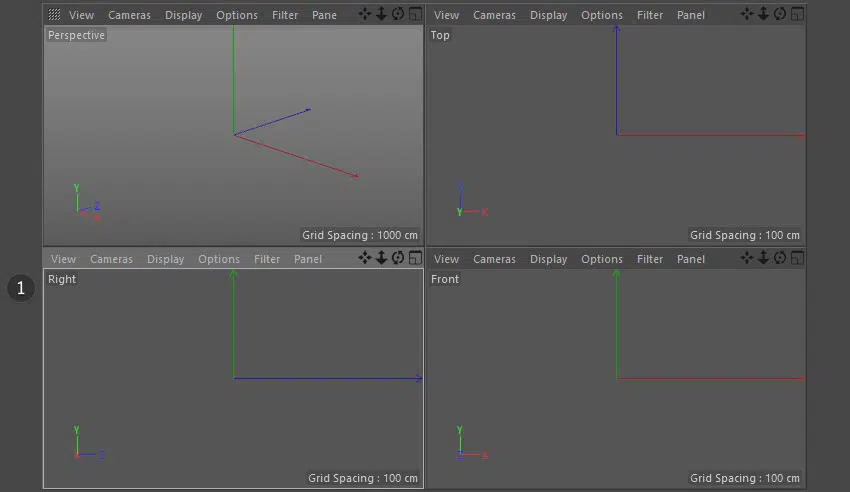 View Cameras Display Options Filter Pane
Perspective
Y
Z
X
Grid Spacing : 1000 cm
View Cameras Display Options Filter Panel
Top
Y
X
Grid Spacing : 100 cm
1
View Cameras Display Options Filter Panel
Right
Y
Z
Grid Spacing : 100 cm
View Cameras Display Options Filter Panel
Front
Y
X
Grid Spacing : 100 cm